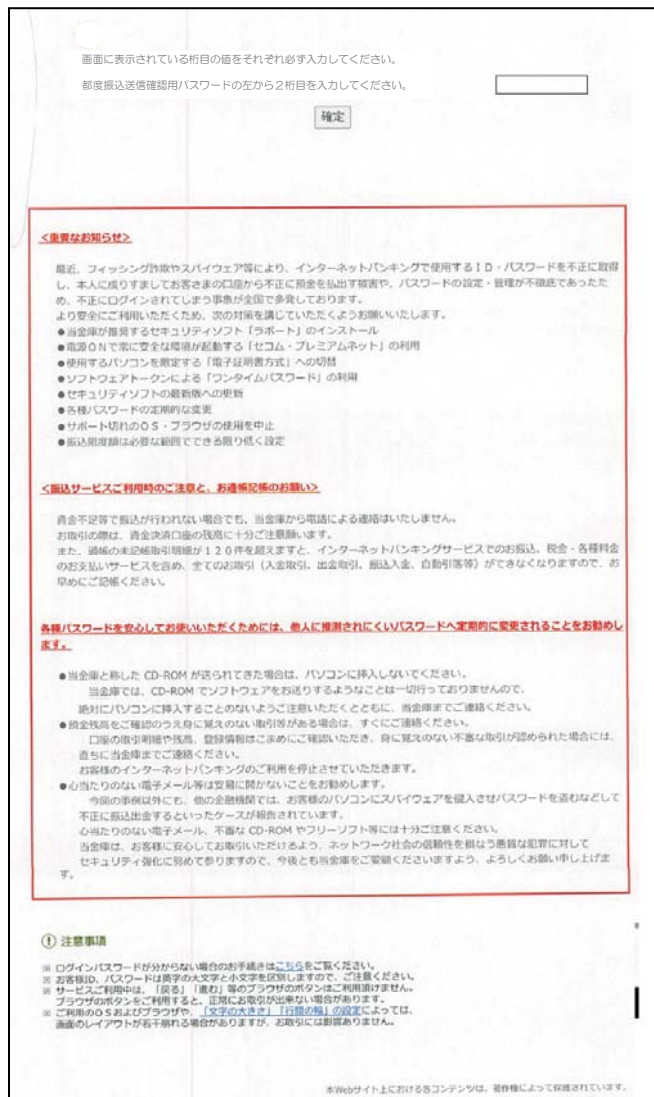 画面に表示されている桁目の値をそれぞれ必ず入力してください。
都度振込送信確認用パスワードの左から2桁目を入力してください。
確定
<重要なお知らせ>
最近、フィッシング詐欺やスパイウェア等により、インターネットバンキングで使用するID・パスワードを不正に取得
し、本人に成りすましてお客さまの口座から不正に預金を払出す被害や、パスワードの設定・管理が不徹底であったた
め、不正にログインされてしまう事象が全国で多発しております。
より安全にご利用いただくため、次の対策を講じていただくようお願いいたします。
●当金庫が推奨するセキュリティソフト「ラポート」のインストール
●電源ONで常に安全な環境が起動する「セコム・プレミアムネット」の利用
●使用するパソコンを限定する「電子証明書方式」への切替
●ソフトウェアトークンによる「ワンタイムパスワード」の利用
●セキュリティソフトの最新版への更新
●各種パスワードの定期的な変更
●サポート切れのOS・ブラウザの使用を中止
●振込限度額は必要な範囲でできる限り低く設定
<振込サービスご利用時のご注意と、お通帳記帳のお願い>
資金不足等で振込が行われない場合でも、当金庫から電話による連絡はいたしません。
お取引の際は、資金決済口座の残高に十分ご注意願います。
また、通帳の未記帳取引明細が120件を超えますと、インターネットバンキングサービスでのお振込、税金・各種料金
のお支払いサービスを含め、全てのお取引(入金取引、出金取引、振込入金、自動引落等)ができなくなりますので、お
早めにご記帳ください。
各種パスワードを安心してお使いいただくためには、他人に推測されにくいパスワードへ定期的に変更されることをお勧めし
ます。
●当金庫と称した CD-ROM が送られてきた場合は、パソコンに挿入しないでください。
当金庫では、CD-ROM でソフトウェアをお送りするようなことは一切行っておりませんので、
絶対にパソコンに挿入することのないようご注意いただくとともに、当金庫までご連絡ください。
●預金残高をご確認のうえ身に覚えのない取引等がある場合は、すぐにご連絡ください。
口座の取引明細や残高、登録情報はこまめにご確認いただき、身に覚えのない不審な取引が認められた場合には、
直ちに当金庫までご連絡ください。
お客様のインターネットバンキングのご利用を停止させていただきます。
●心当たりのない電子メール等は安易に開かないことをお勧めします。
今回の事例以外にも、他の金融機関では、お客様のパソコンにスパイウェアを侵入させパスワードを盗むなどして
不正に振込出金するといったケースが報告されています。
心当たりのない電子メール、不審な CD-ROM やフリーソフト等には十分ご注意ください。
当金庫は、お客様に安心してお取引いただけるよう、ネットワーク社会の信頼性を損なう悪質な犯罪に対して
セキュリティ強化に努めて参りますので、今後とも当金庫をご愛顧くださいますよう、よろしくお願い申し上げま
す。
注意事項
※ ログインパスワードが分からない場合のお手続きはこちらをご覧ください。
※ お客様ID、パスワードは英字の大文字と小文字を区別しますので、ご注意ください。
※ サービスご利用中は、「戻る」「進む」等のブラウザのボタンはご利用頂けません。
ブラウザのボタンをご利用すると、正常にお取引が出来ない場合があります。
※ ご利用のOSおよびブラウザや、「文字の大きさ」「行間の幅」の設定によっては、
画面のレイアウトが若干崩れる場合がありますが、お取引には影響ありません。
本Webサイト上における各コンテンツは、著作権によって保護されています。